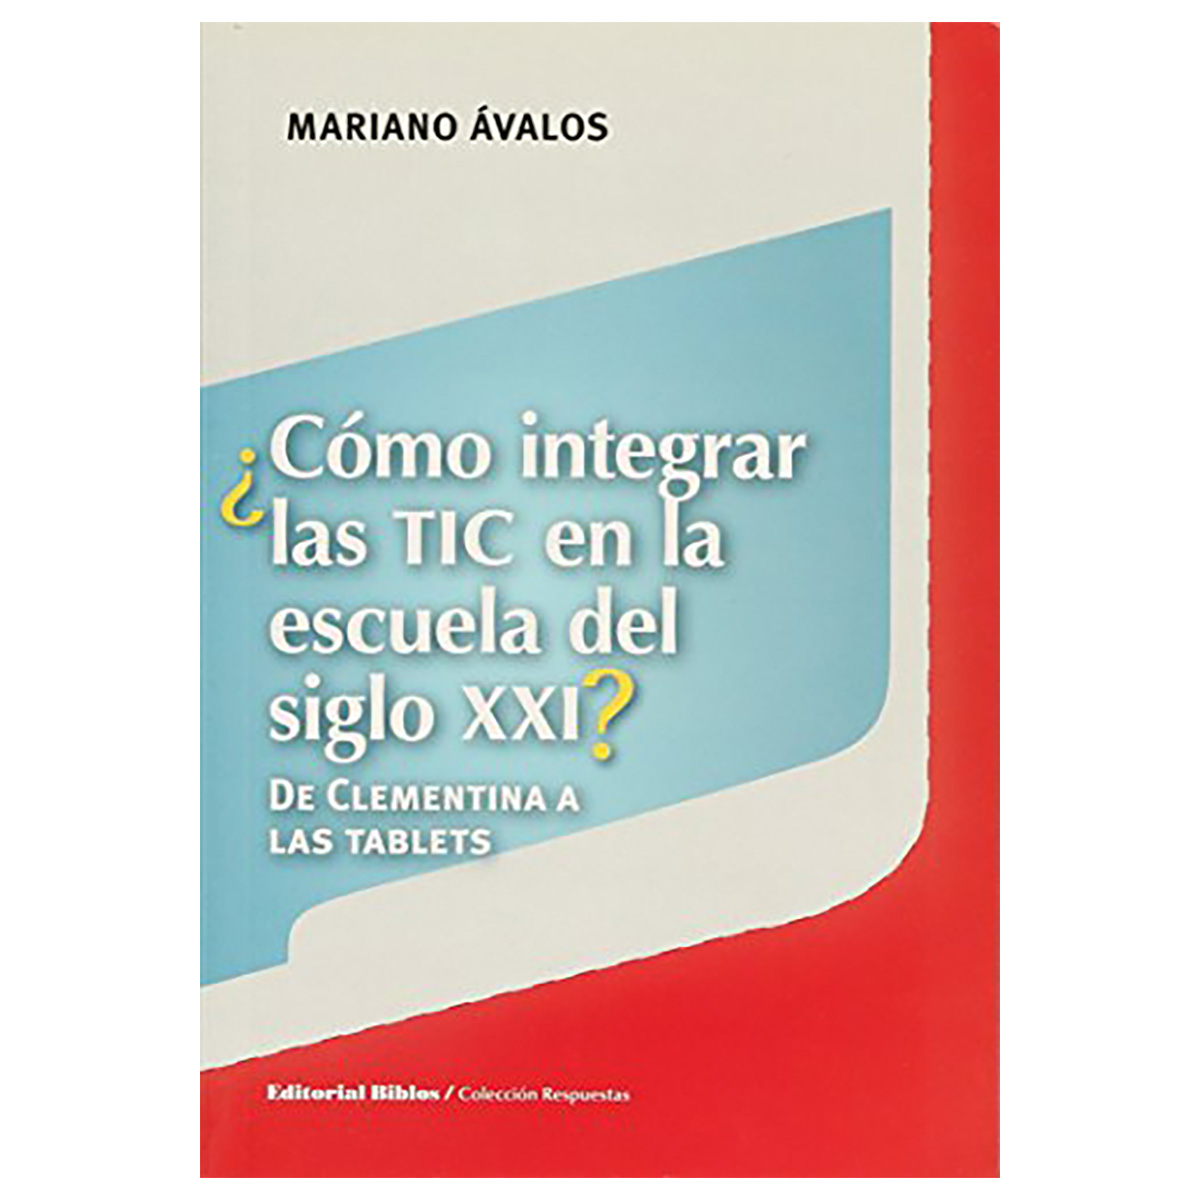 MARIANO ÁVALOS
¿Cómo integrar
las TIC en la
escuela del
siglo XXI?
DE CLEMENTINA A
LAS TABLETS
Editorial Biblos / Colección Respuestas